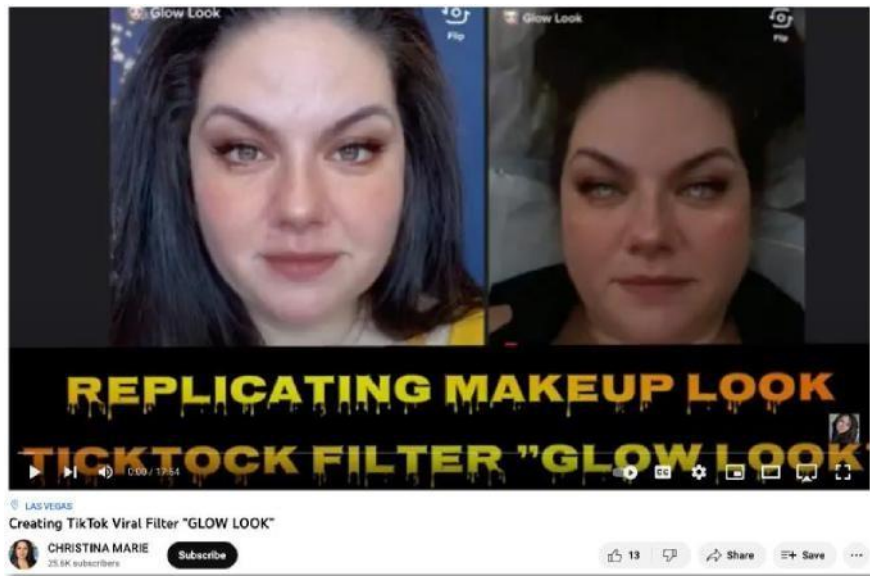 Glow Look
Flip
Glow Look
Flip
REPLICATING MAKEUP LOOK
TICKTOCK FILTER "GLOW LOOK"
0:00 / 17:54
CC
LAS VEGAS
Creating TikTok Viral Filter "GLOW LOOK"
CHRISTINA MARIE
25.6K subscribers
Subscribe
13
Share
Save